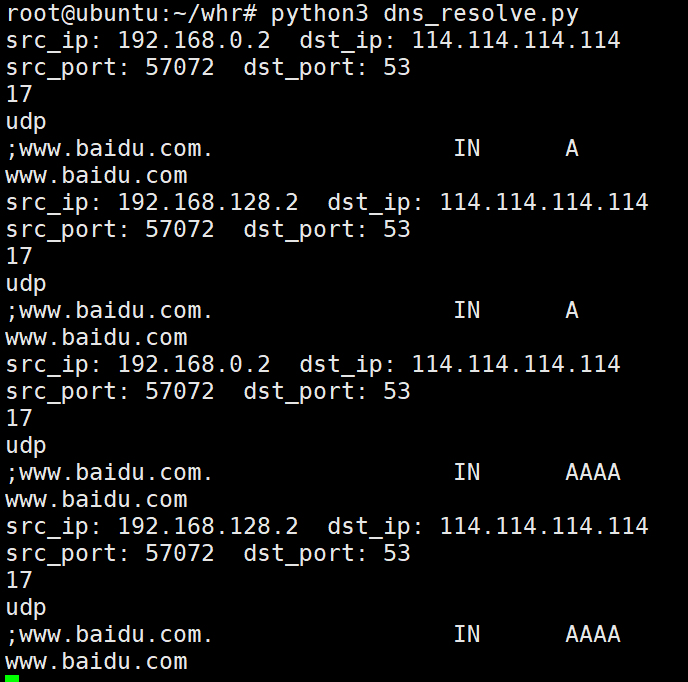 root@ubuntu:~/whr# python3 dns_resolve.py
src_ip: 192.168.0.2  dst_ip: 114.114.114.114
src_port: 57072  dst_port: 53
17
udp
;www.baidu.com.                 IN      A
www.baidu.com
src_ip: 192.168.128.2  dst_ip: 114.114.114.114
src_port: 57072  dst_port: 53
17
udp
;www.baidu.com.                 IN      A
www.baidu.com
src_ip: 192.168.0.2  dst_ip: 114.114.114.114
src_port: 57072  dst_port: 53
17
udp
;www.baidu.com.                 IN      AAAA
www.baidu.com
src_ip: 192.168.128.2  dst_ip: 114.114.114.114
src_port: 57072  dst_port: 53
17
udp
;www.baidu.com.                 IN      AAAA
www.baidu.com